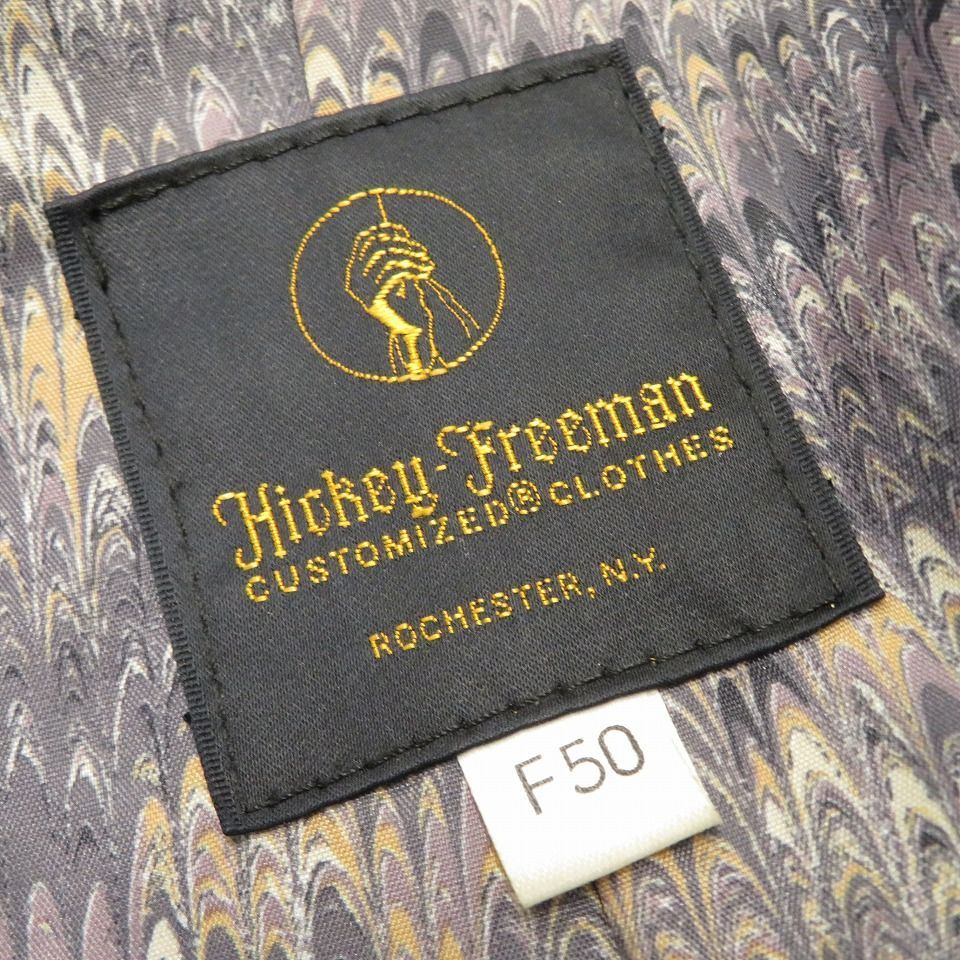 Hickey-Freeman
CUSTOMIZED®CLOTHES
ROCHESTER, N.Y.
F50